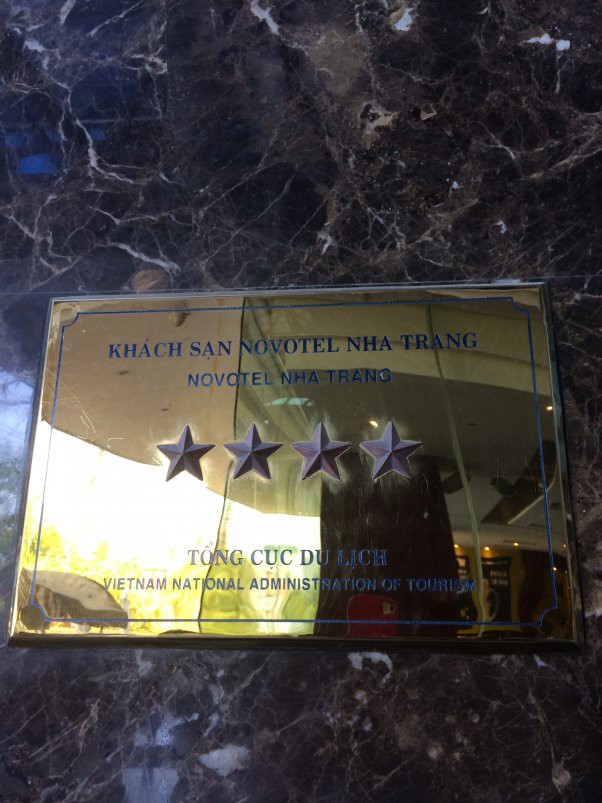 KHÁCH SẠN NOVOTEL NHA TRANG
NOVOTEL NHA TRANG
TỔNG CỤC DU LỊCH
VIETNAM NATIONAL ADMINISTRATION OF TOURISM